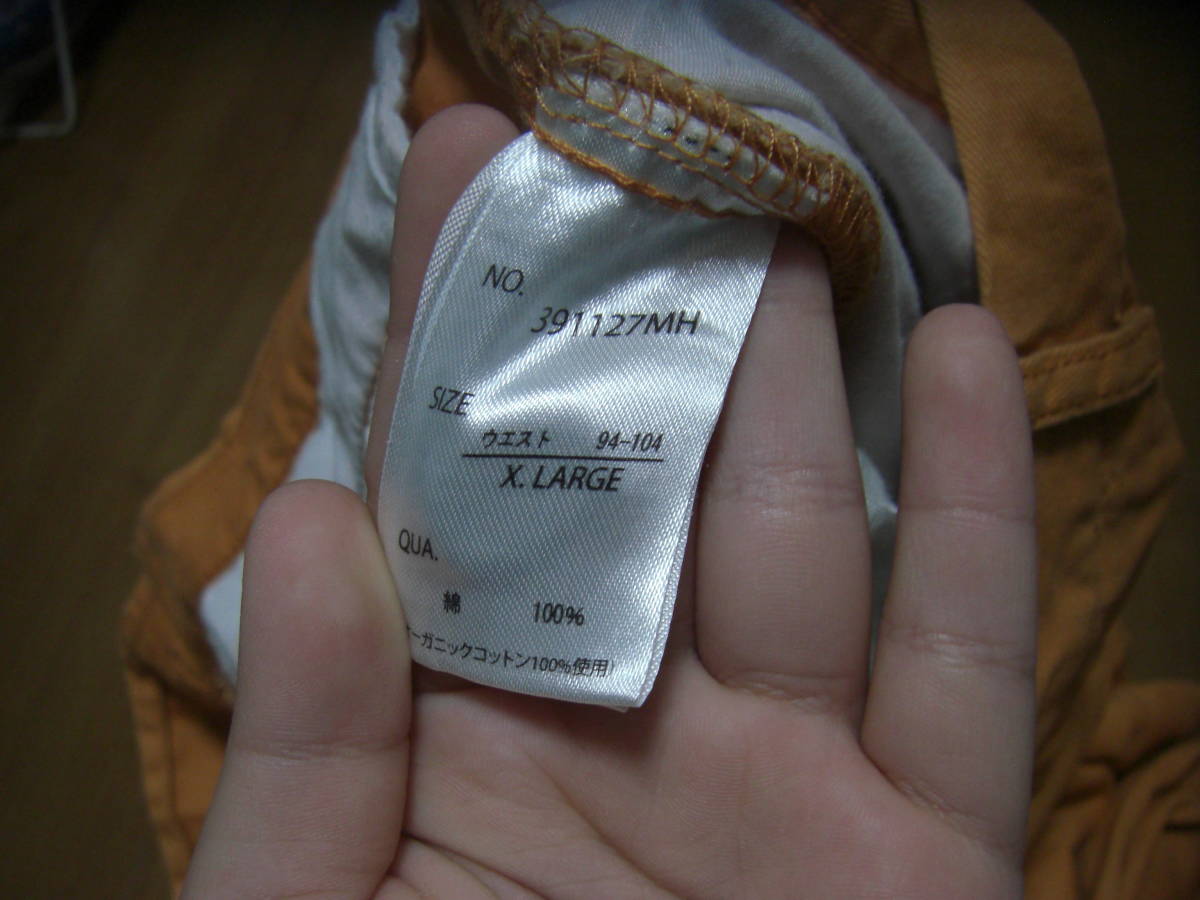 NO.
391127MH
SIZE
ウエスト 94-104
X. LARGE
QUA.
綿 100%
ーガニックコットン100%使用)